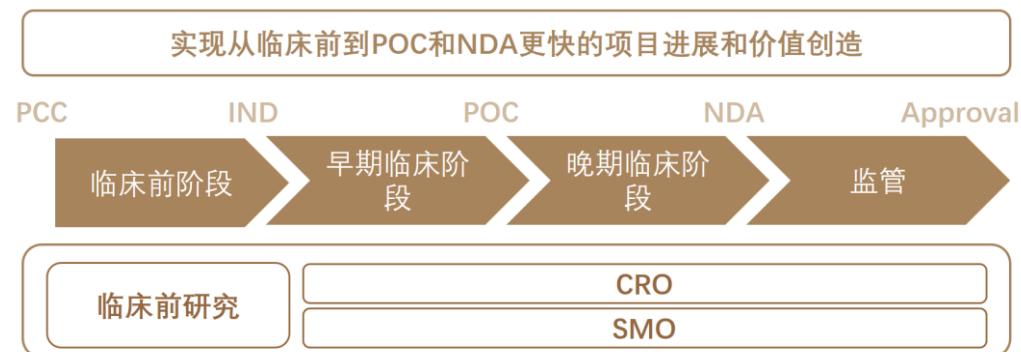 实现从临床前到POC和NDA更快的项目进展和价值创造
PCC IND POC NDA Approval
临床前阶段
早期临床阶
段
晚期临床阶
段
监管
临床前研究
CRO
SMO